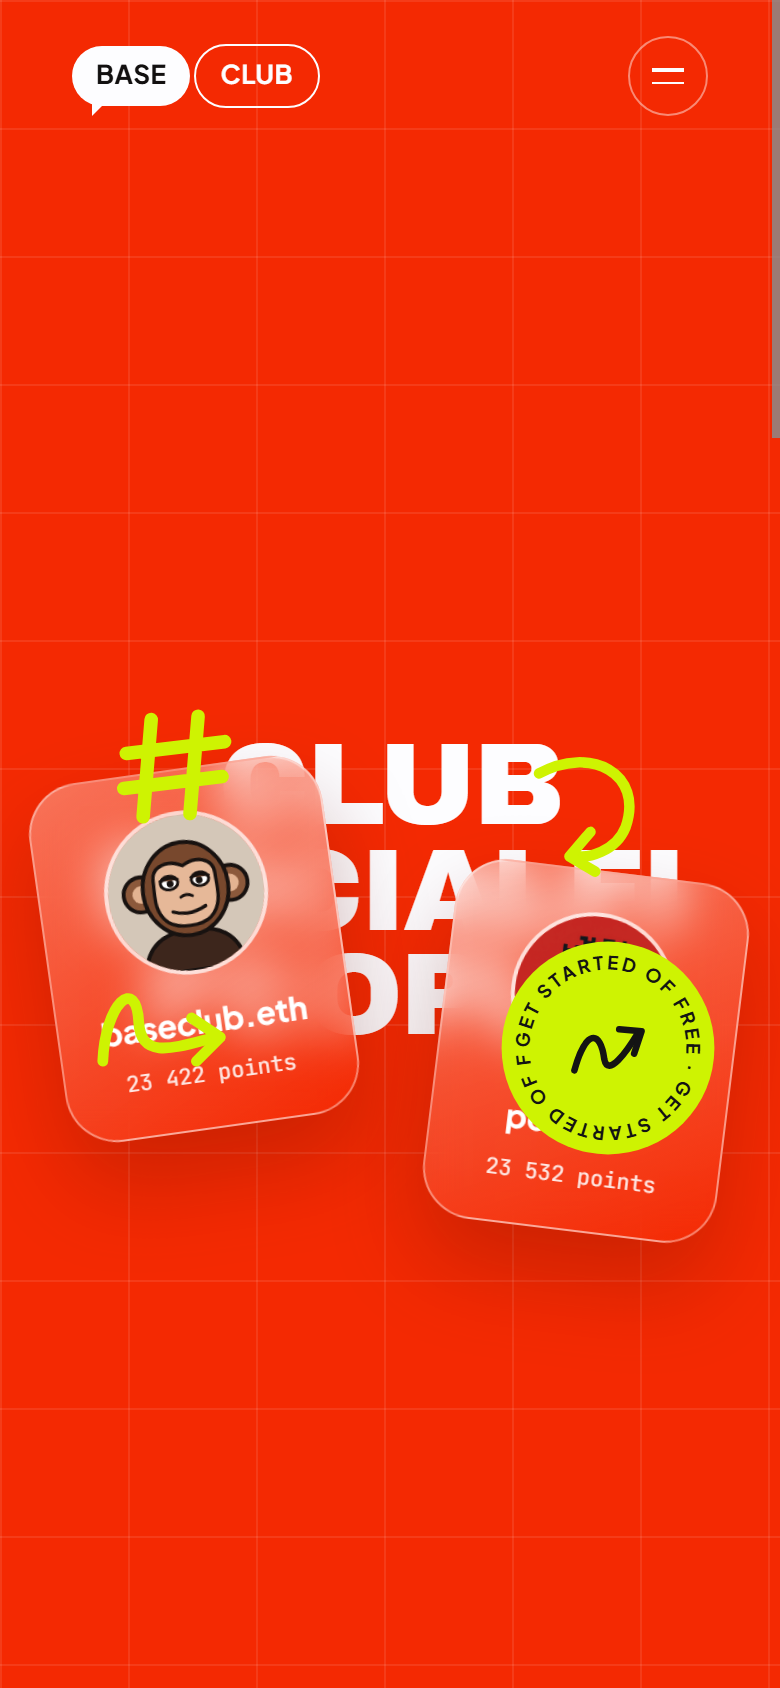 BASE CLUB
CLUB
baseclub.eth
23 422 points
GET STARTED OF FREE · GET STARTED OF F
23 532 points